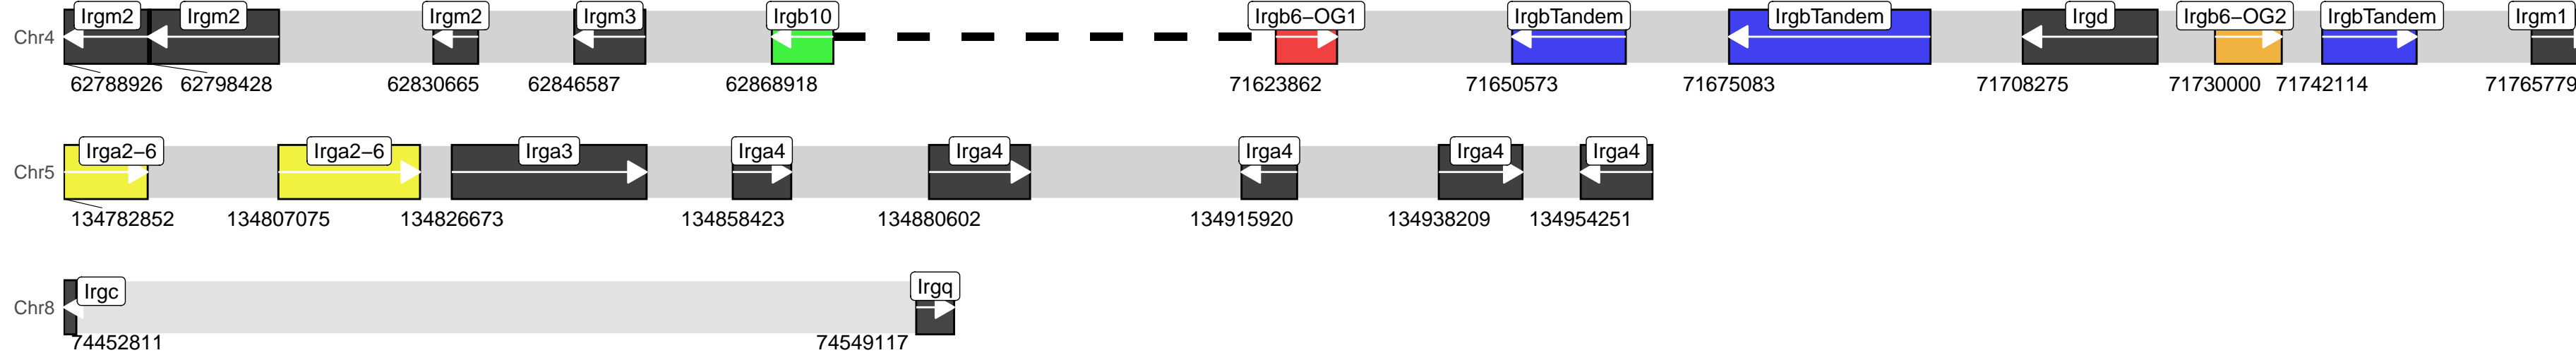 Irgm2 Irgm2 Irgm2 Irgm3 Irgb10 Irgb6−OG1 IrgbTandem IrgbTandem Irgd Irgb6−OG2 IrgbTandem Irgm1
Chr4
62788926 62798428 62830665 62846587 62868918 71623862 71650573 71675083 71708275 71730000 71742114 71765779
Irga2−6 Irga2−6 Irga3 Irga4 Irga4 Irga4 Irga4 Irga4
Chr5
134782852 134807075 134826673 134858423 134880602 134915920 134938209 134954251
Irgc Irgq
Chr8
74452811 74549117